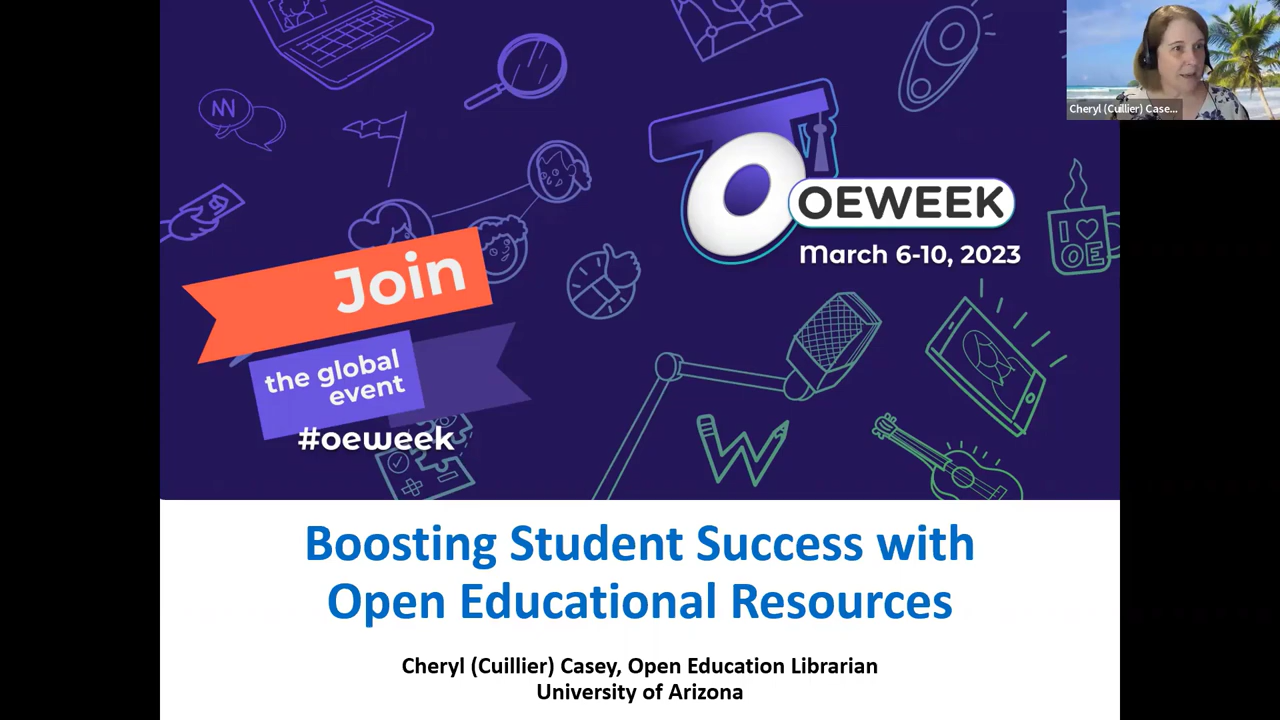 Cheryl (Cuillier) Case...
OEWEEK
March 6-10, 2023
I
OE
Join
the global
event
#oeweek
W
Boosting Student Success with
Open Educational Resources
Cheryl (Cuillier) Casey, Open Education Librarian
University of Arizona